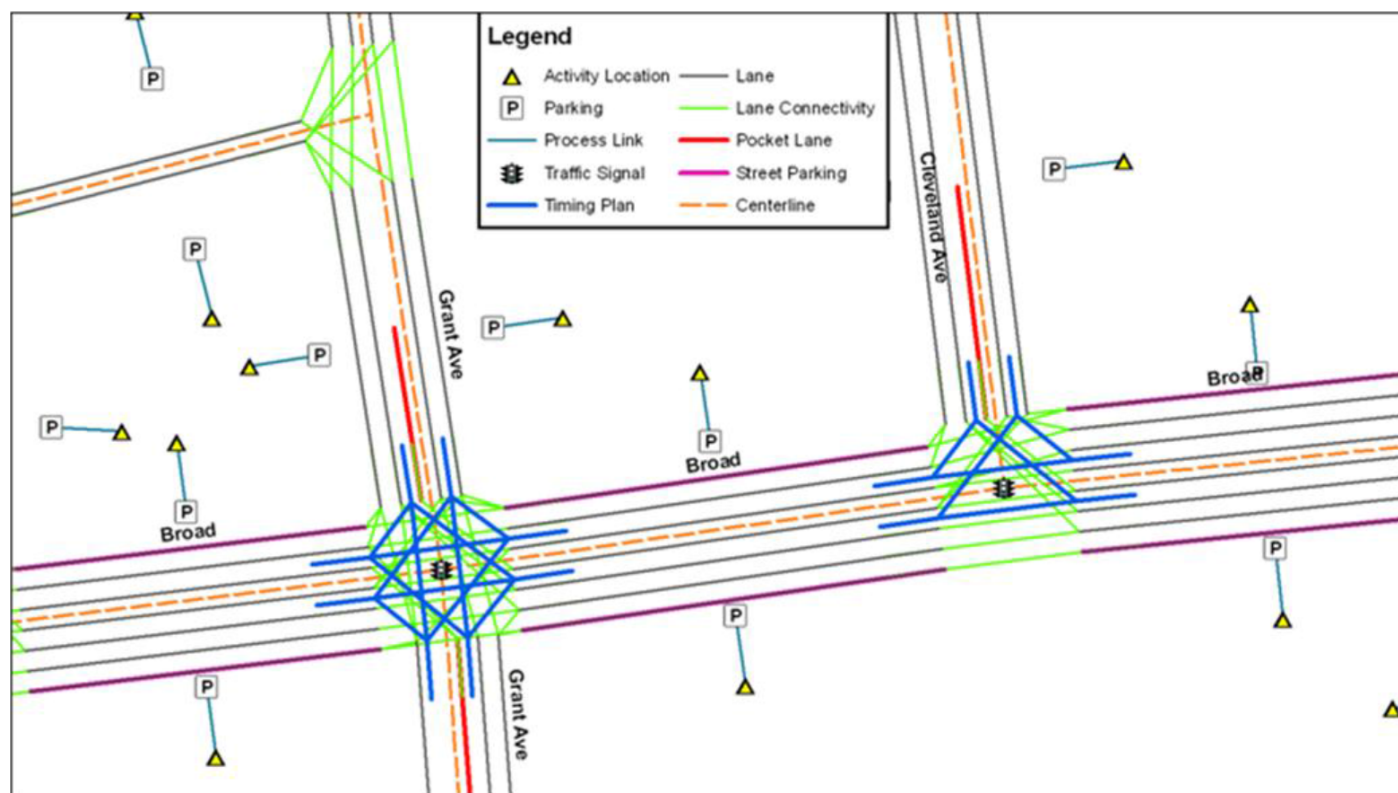 Legend
Activity Location
Lane
P
Parking
Lane Connectivity
Process Link
Pocket Lane
Traffic Signal
Street Parking
Timing Plan
Centerline
P
Cleveland Ave
P
P
Grant Ave
P
P
P
Broad
P
P
Broad
P
Broad
P
P
P
Grant Ave